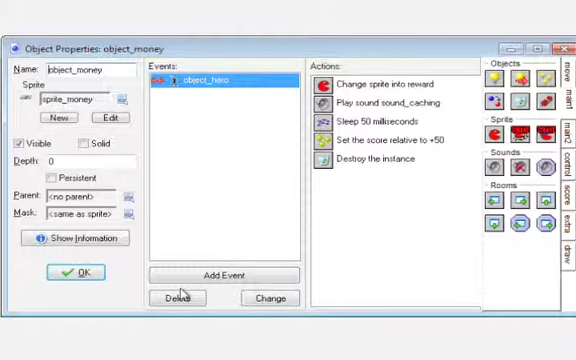 Object Properties: object_money
Name: object_money
Sprite
sprite_money
New Edit
Visible Solid
Depth: 0
Persistent
Parent: <no parent>
Mask: <same as sprite>
Show Information
OK
Events:
object_hero
Add Event
Delete Change
Actions:
Change sprite into reward
Play sound sound_caching
Sleep 50 milliseconds
Set the score relative to +50
Destroy the instance
Objects
Sprite
Sounds
Rooms
move
main1
main2
control
score
extra
draw